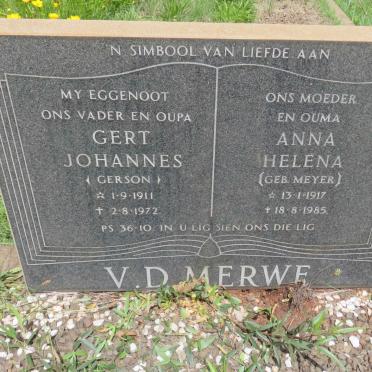 'N SIMBOOL VAN LIEFDE AAN
MY EGGENOOT
ONS VADER EN OUPA
GERT
JOHANNES
(GERSON)
☆ 1-9-1911
✝ 2-8-1972
ONS MOEDER
EN OUMA
ANNA
HELENA
(GEB. MEYER)
☆ 13-1-1917
✝ 18-8-1985
PS 36-10. IN U LIG SIEN ONS DIE LIG
V.D. MERWE